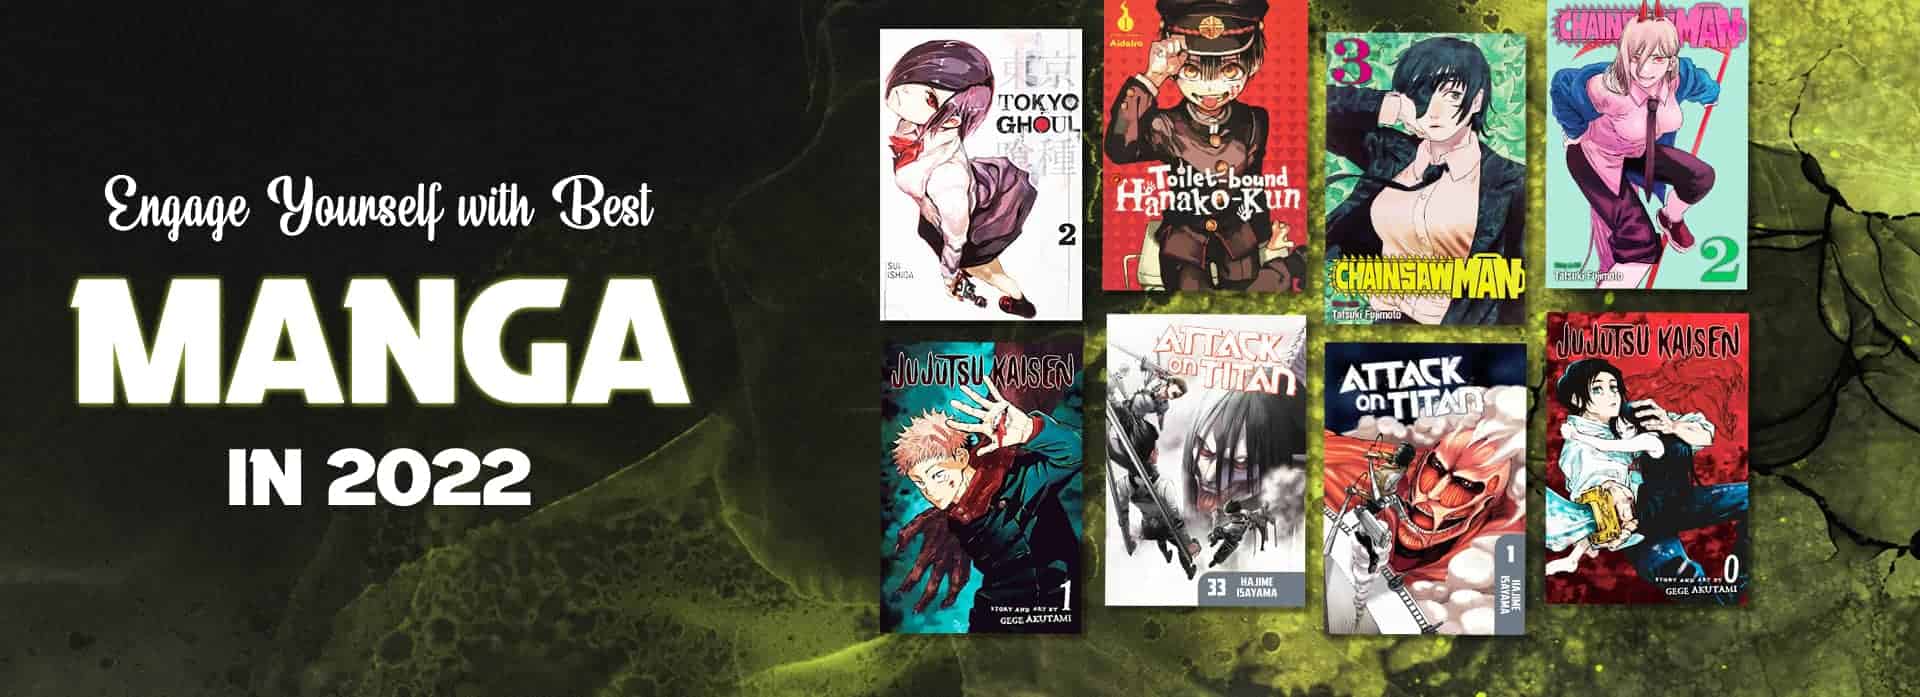 Engage Yourself with Best
MANGA
IN 2022
東京
TOKYO
GHOUL
喰種
2
SUI
ISHIDA
1
AidaIro
Toilet-bound
Hanako-Kun
3
CHAINSAW MAN
Tatsuki Fujimoto
CHAINSAW MAN
2
Tatsuki Fujimoto
JUJUTSU KAISEN
1
STORY AND ART BY
GEGE AKUTAMI
ATTACK
on TITAN
33
HAJIME
ISAYAMA
ATTACK
on TITAN
1
HAJIME
ISAYAMA
JUJUTSU KAISEN
0
STORY AND ART BY
GEGE AKUTAMI